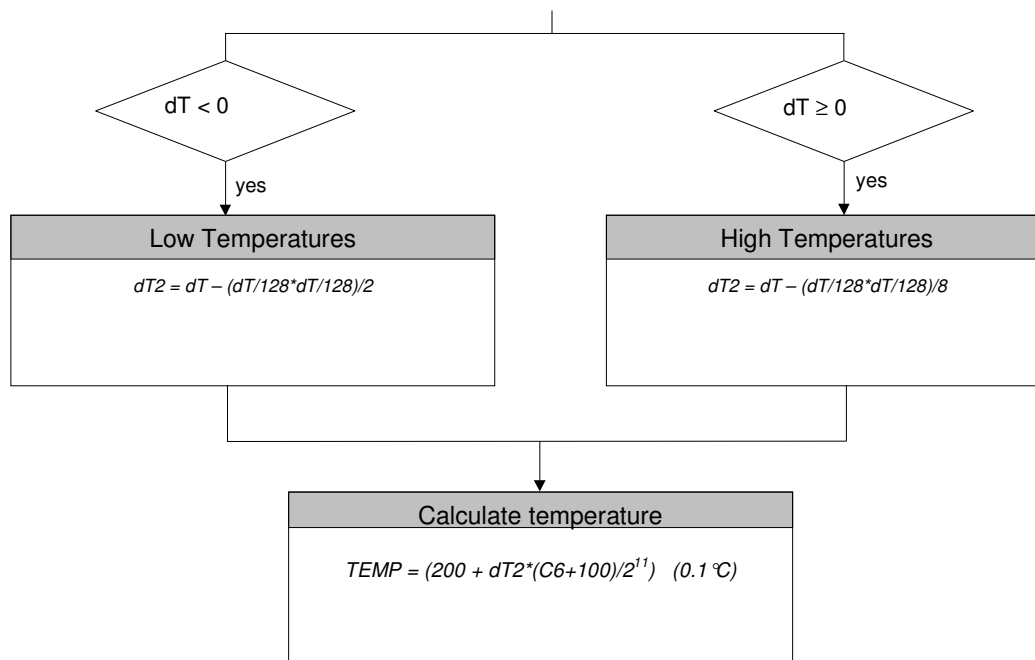 dT < 0
dT ≥ 0
yes
yes
Low Temperatures
High Temperatures
dT2 = dT – (dT/128*dT/128)/2
dT2 = dT – (dT/128*dT/128)/8
Calculate temperature
TEMP = (200 + dT2*(C6+100)/2¹¹) (0.1°C)